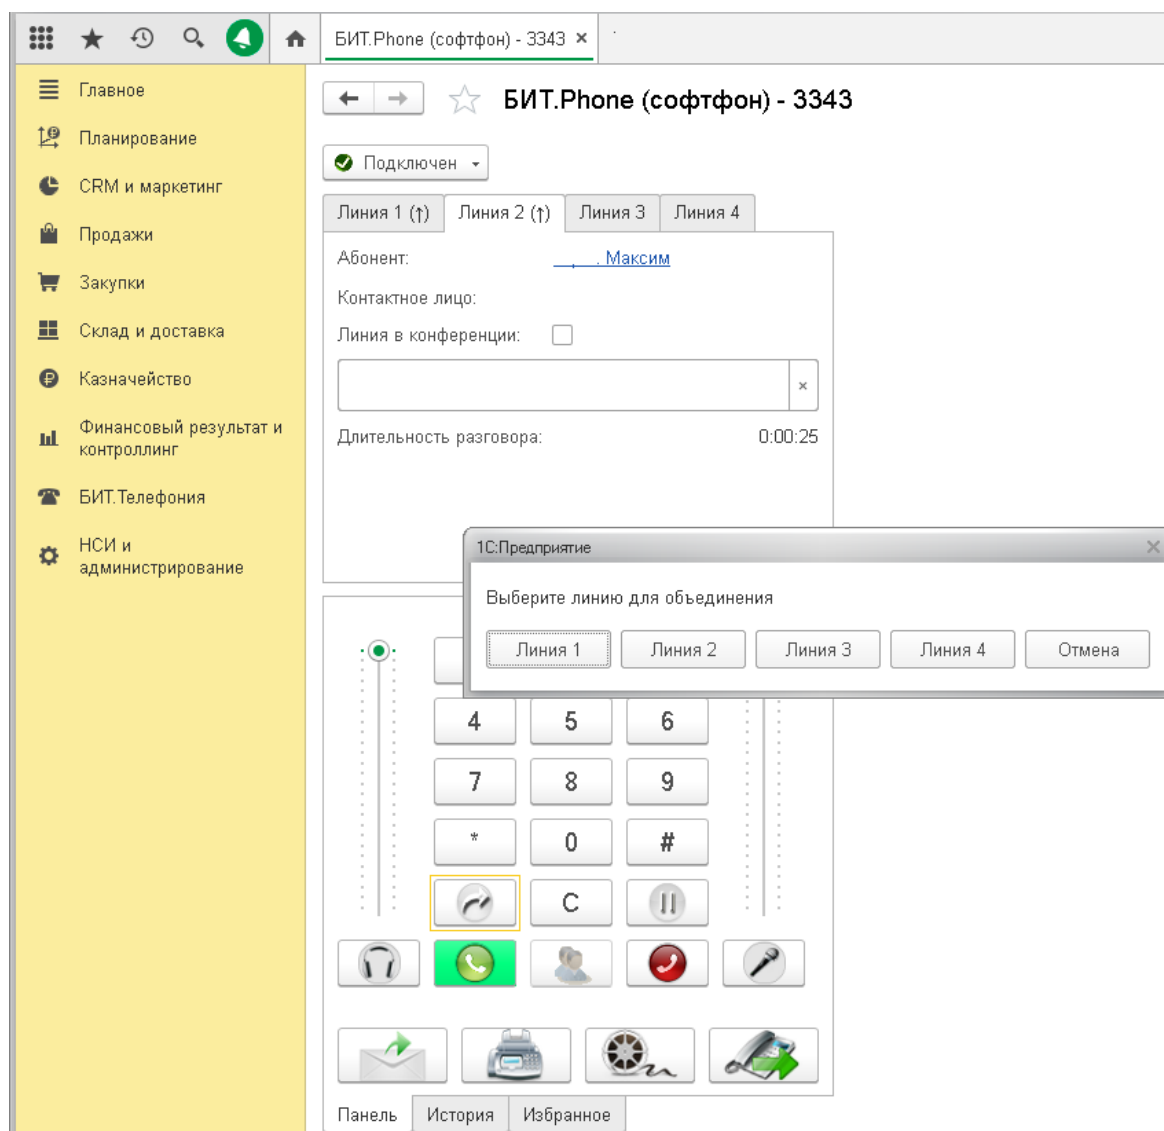 БИТ.Phone (софтфон) - 3343 ×
Главное
Планирование
CRM и маркетинг
Продажи
Закупки
Склад и доставка
Казначейство
Финансовый результат и
контроллинг
БИТ.Телефония
НСИ и
администрирование
БИТ.Phone (софтфон) - 3343
Подключен
Линия 1 (↑) Линия 2 (↑) Линия 3 Линия 4
Абонент: . Максим
Контактное лицо:
Линия в конференции:
×
Длительность разговора: 0:00:25
1С:Предприятие
Выберите линию для объединения
Линия 1 Линия 2 Линия 3 Линия 4 Отмена
4 5 6
7 8 9
* 0 #
C
Панель История Избранное